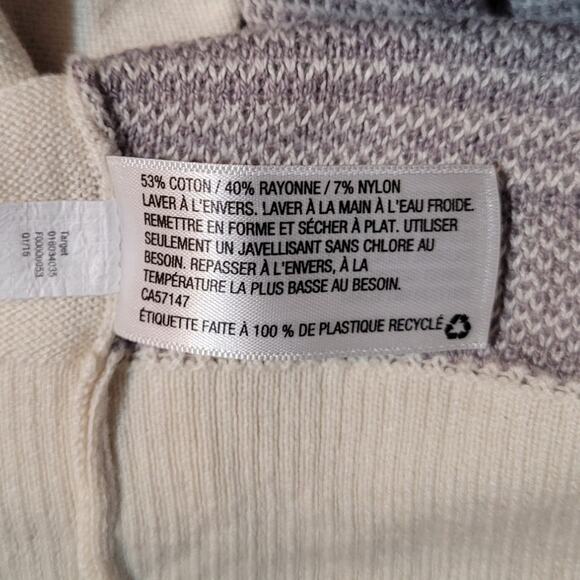 53% COTON / 40% RAYONNE / 7% NYLON
LAVER À L'ENVERS. LAVER À LA MAIN À L'EAU FROIDE.
REMETTRE EN FORME ET SÉCHER À PLAT. UTILISER
SEULEMENT UN JAVELLISANT SANS CHLORE AU
BESOIN. REPASSER À L'ENVERS, À LA
TEMPÉRATURE LA PLUS BASSE AU BESOIN.
CA57147
ÉTIQUETTE FAITE À 100 % DE PLASTIQUE RECYCLÉ
Target
016094035